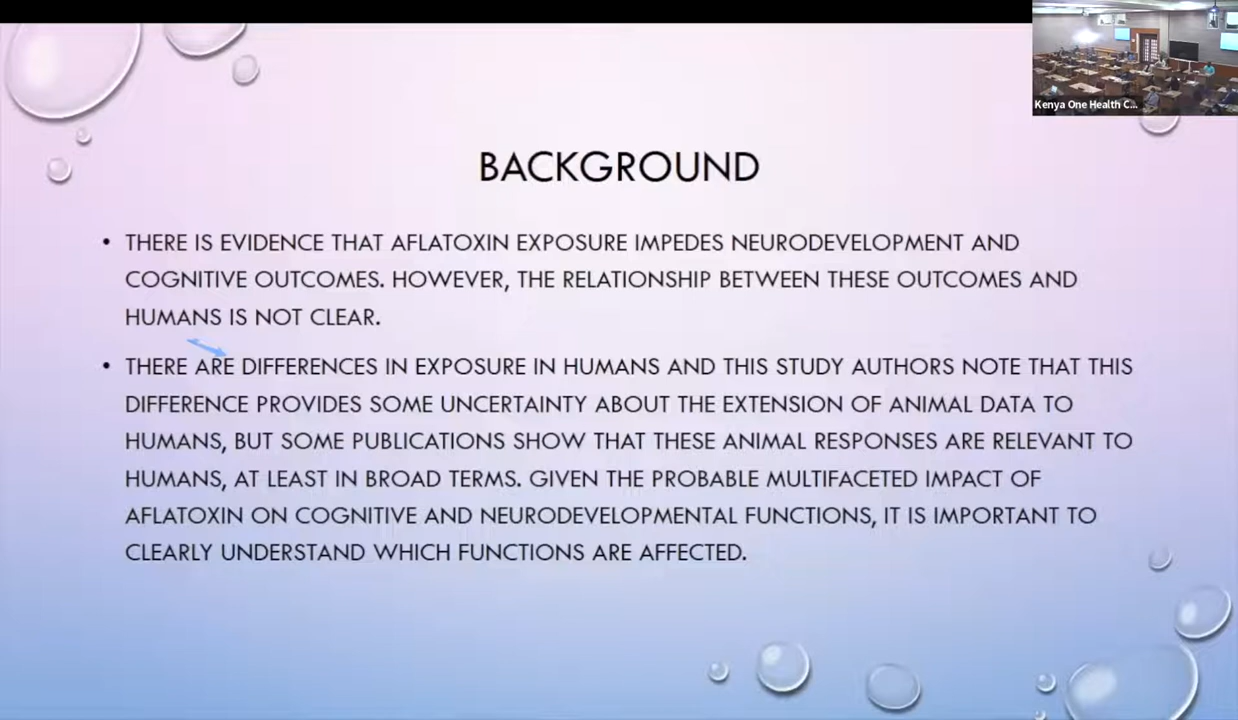 Kenya One Health C...
BACKGROUND
• THERE IS EVIDENCE THAT AFLATOXIN EXPOSURE IMPEDES NEURODEVELOPMENT AND
COGNITIVE OUTCOMES. HOWEVER, THE RELATIONSHIP BETWEEN THESE OUTCOMES AND
HUMANS IS NOT CLEAR.
• THERE ARE DIFFERENCES IN EXPOSURE IN HUMANS AND THIS STUDY AUTHORS NOTE THAT THIS
DIFFERENCE PROVIDES SOME UNCERTAINTY ABOUT THE EXTENSION OF ANIMAL DATA TO
HUMANS, BUT SOME PUBLICATIONS SHOW THAT THESE ANIMAL RESPONSES ARE RELEVANT TO
HUMANS, AT LEAST IN BROAD TERMS. GIVEN THE PROBABLE MULTIFACETED IMPACT OF
AFLATOXIN ON COGNITIVE AND NEURODEVELOPMENTAL FUNCTIONS, IT IS IMPORTANT TO
CLEARLY UNDERSTAND WHICH FUNCTIONS ARE AFFECTED.